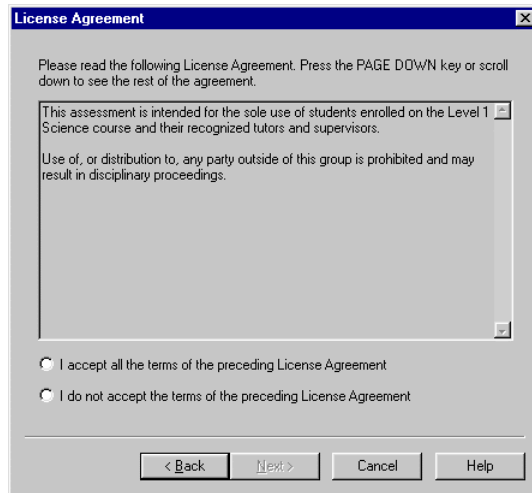 License Agreement
Please read the following License Agreement. Press the PAGE DOWN key or scroll
down to see the rest of the agreement.
This assessment is intended for the sole use of students enrolled on the Level 1
Science course and their recognized tutors and supervisors.
Use of, or distribution to, any party outside of this group is prohibited and may
result in disciplinary proceedings.
I accept all the terms of the preceding License Agreement
I do not accept the terms of the preceding License Agreement
< Back
Next >
Cancel
Help